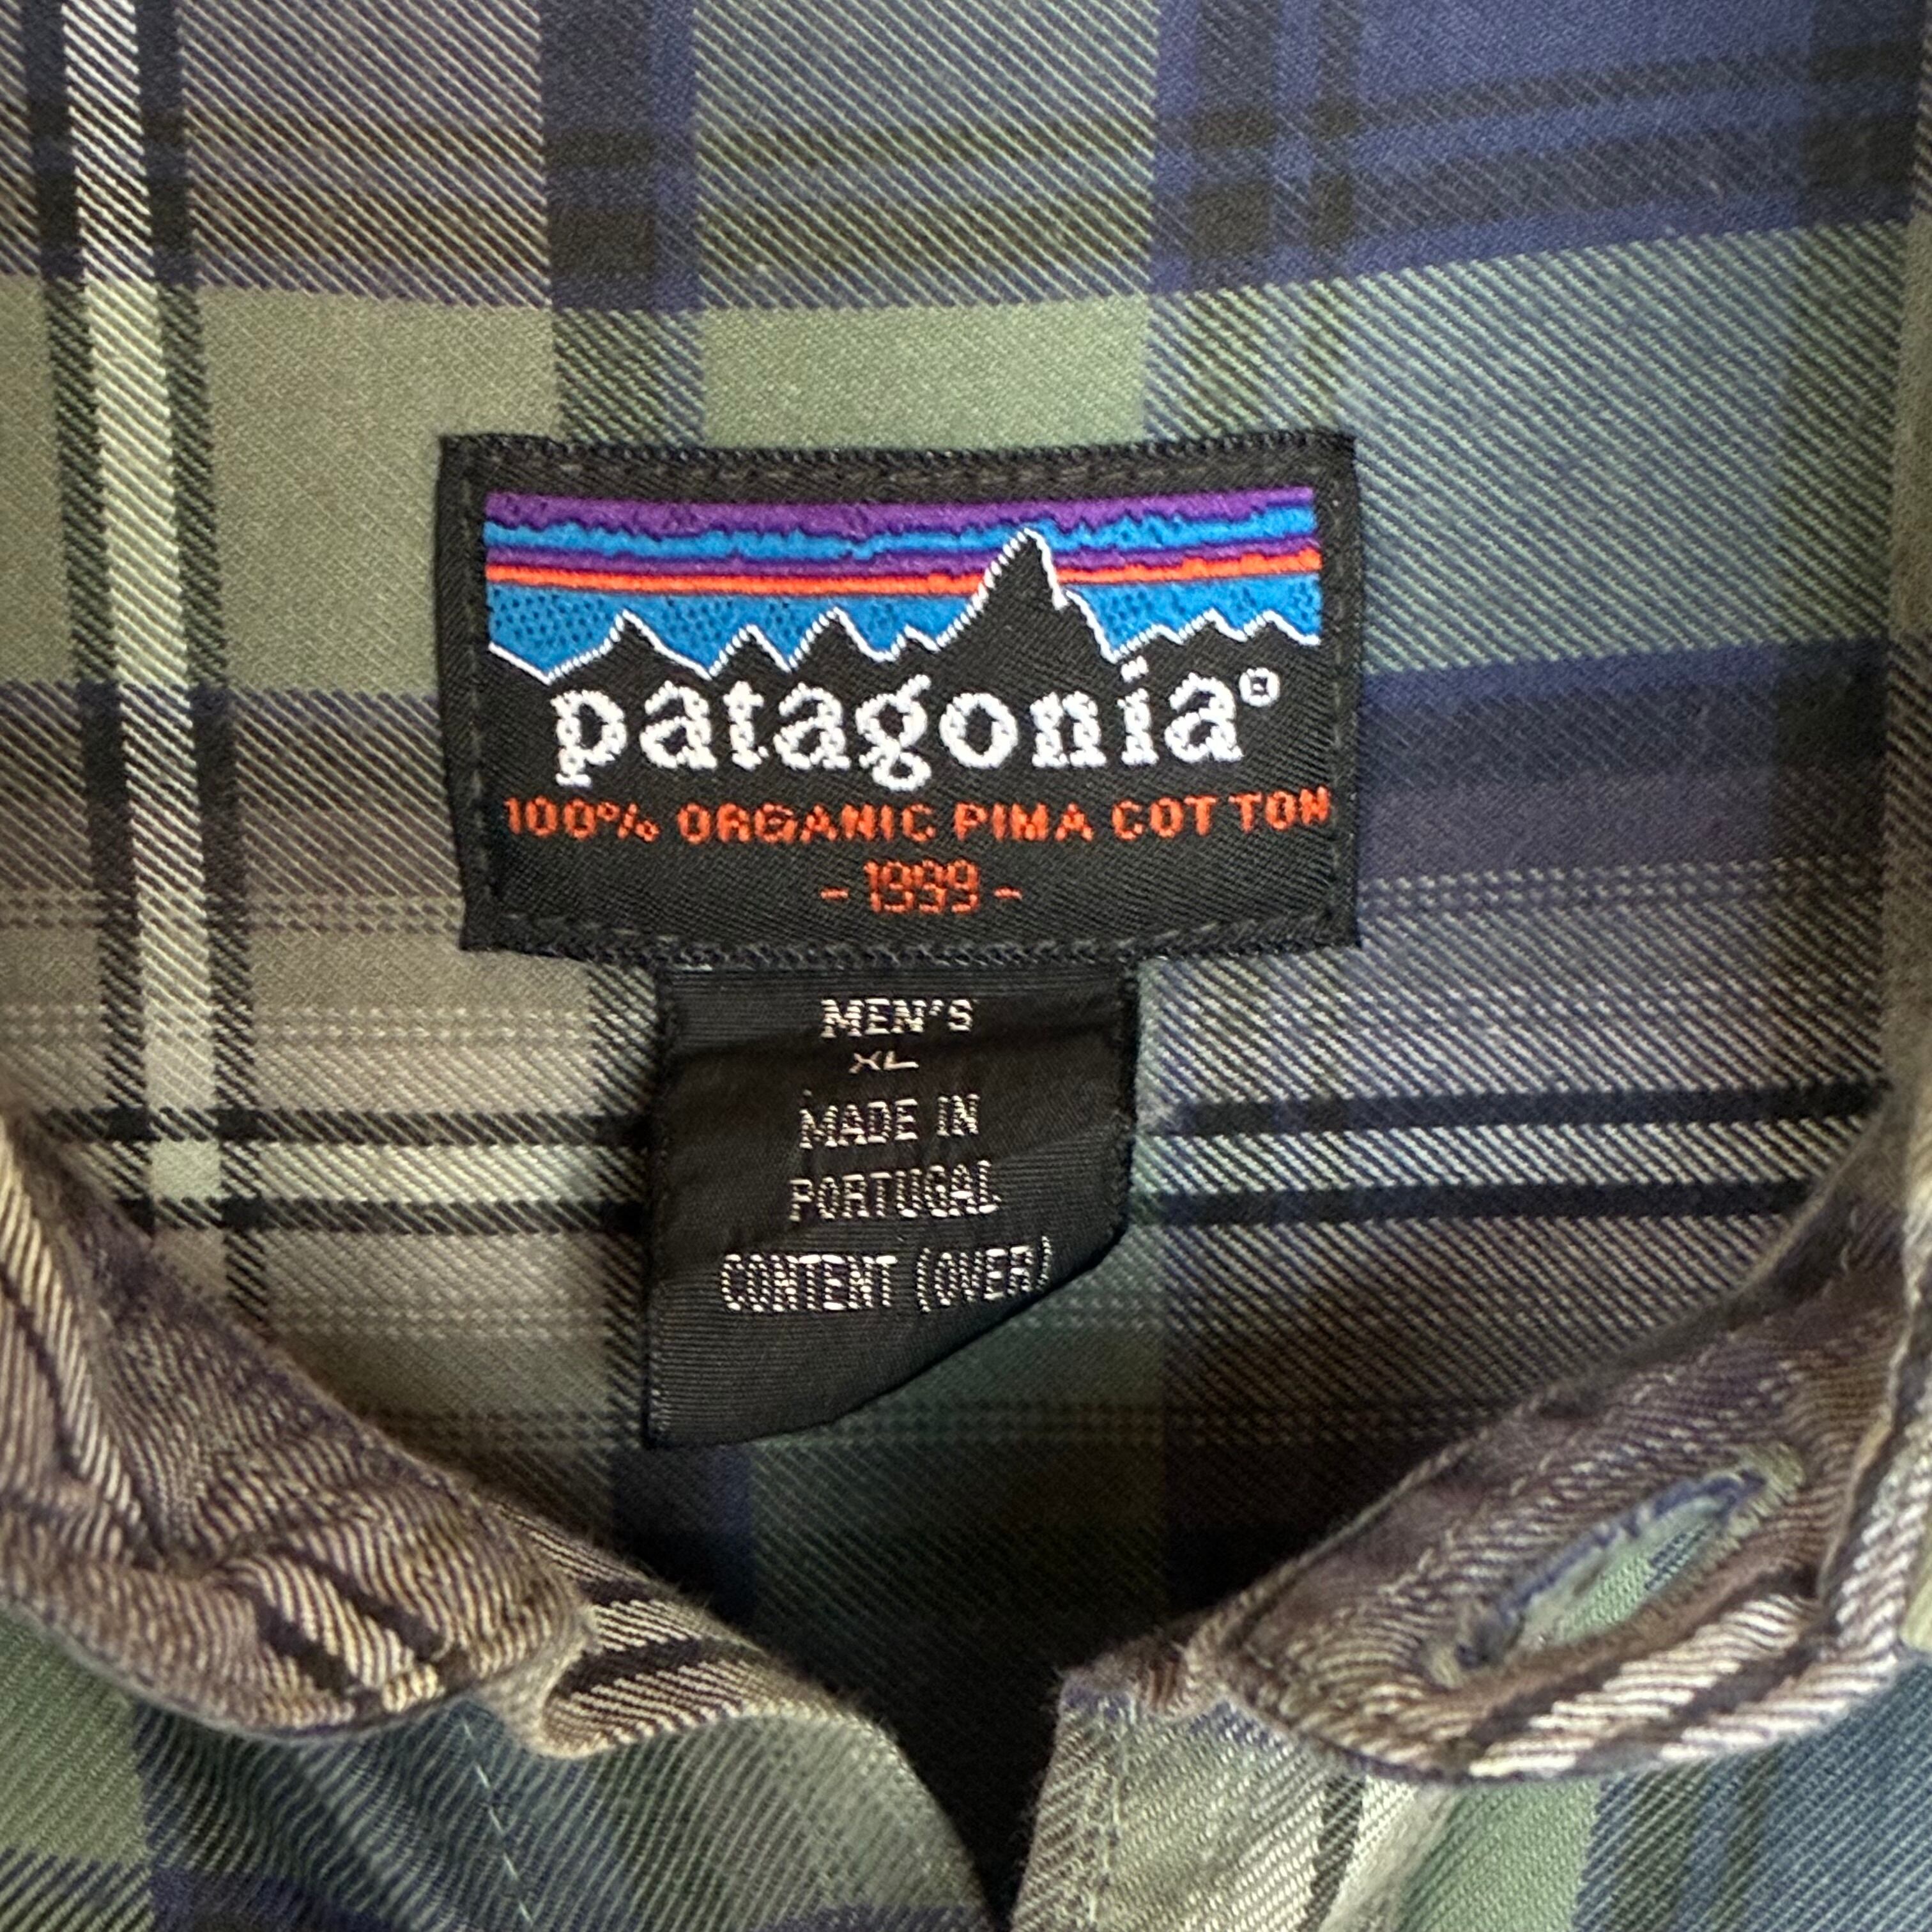 patagonia®
100% ORGANIC PIMA COTTON
- 1999 -
MEN'S
XL
MADE IN
PORTUGAL
CONTENT (OVER)